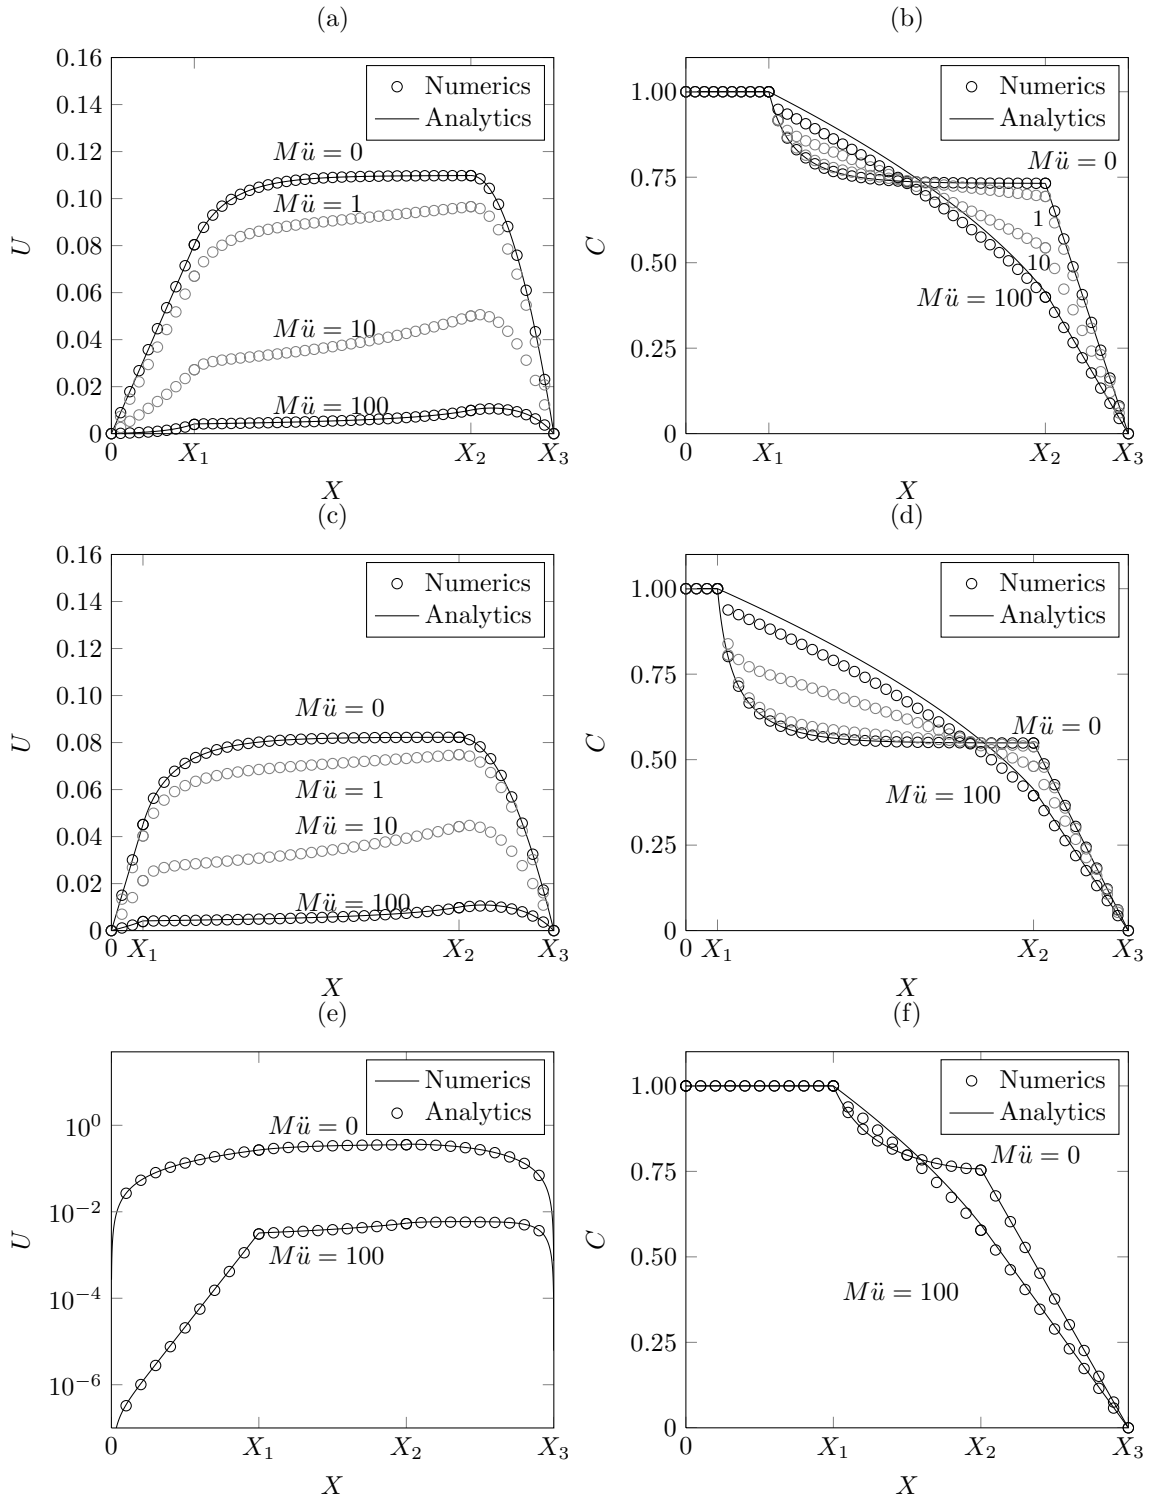 (a)
0.16
0.14
0.12
0.10
0.08
0.06
0.04
0.02
0
U
Numerics
Analytics
Mü = 0
Mü = 1
Mü = 10
Mü = 100
0 X1 X2 X3
X
(b)
1.00
0.75
0.50
0.25
0
C
Numerics
Analytics
Mü = 0
1
10
Mü = 100
0 X1 X2 X3
X
(c)
0.16
0.14
0.12
0.10
0.08
0.06
0.04
0.02
0
U
Numerics
Analytics
Mü = 0
Mü = 1
Mü = 10
Mü = 100
0 X1 X2 X3
X
(d)
1.00
0.75
0.50
0.25
0
C
Numerics
Analytics
Mü = 0
Mü = 100
0 X1 X2 X3
X
(e)
10^0
10^−2
10^−4
10^−6
U
Numerics
Analytics
Mü = 0
Mü = 100
0 X1 X2 X3
X
(f)
1.00
0.75
0.50
0.25
0
C
Numerics
Analytics
Mü = 0
Mü = 100
0 X1 X2 X3
X